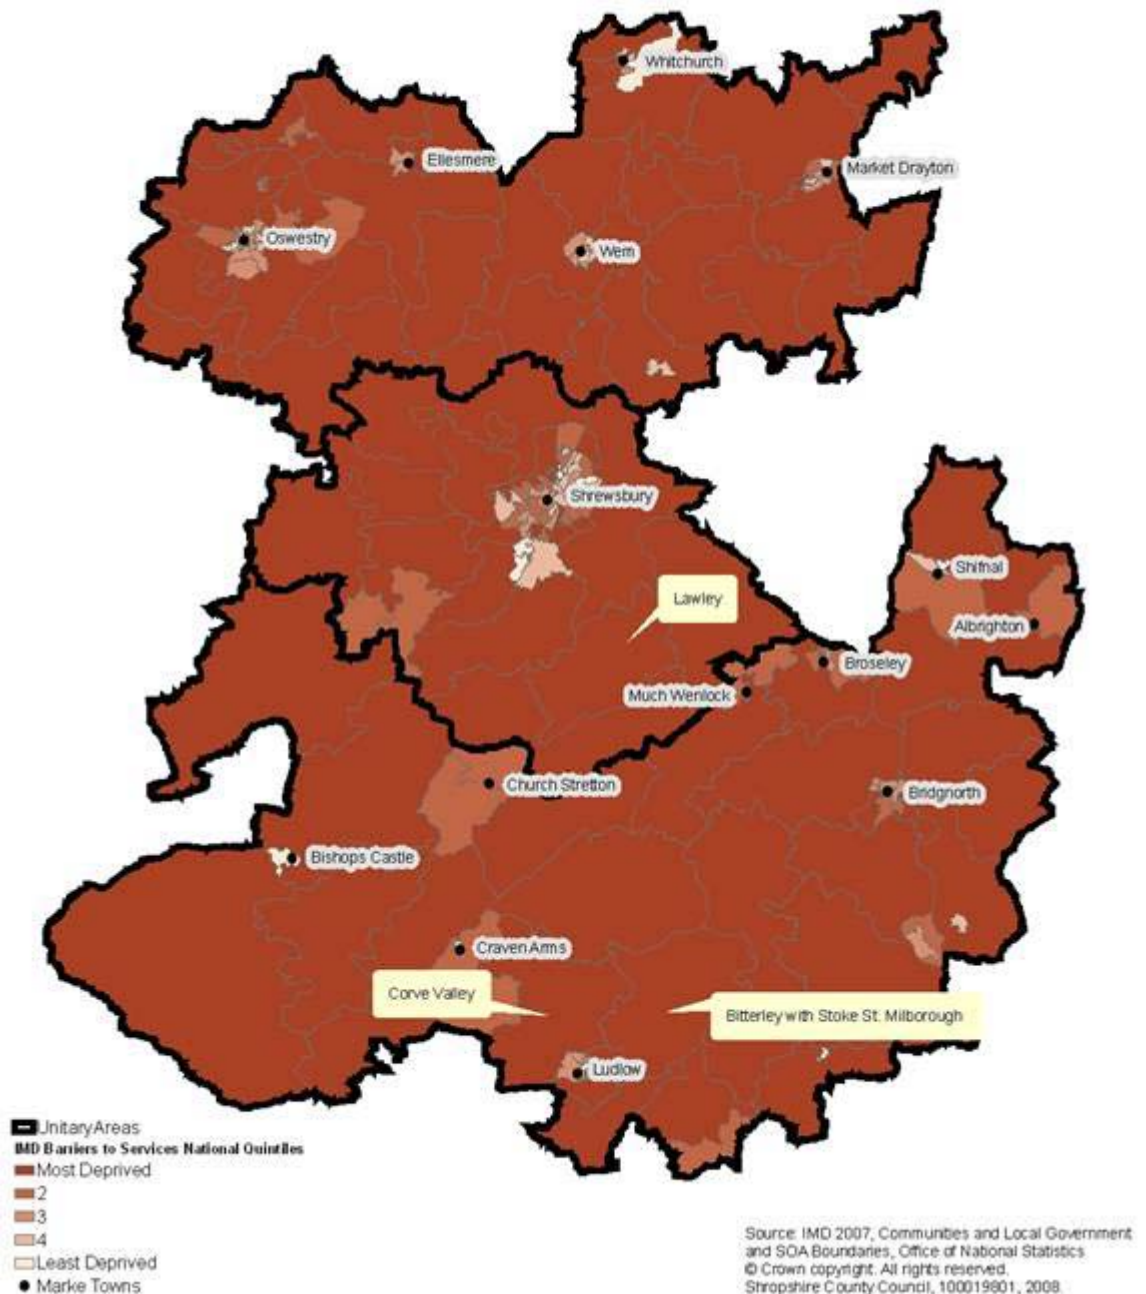 Whitchurch
Ellesmere
Market Drayton
Oswestry
Wem
Shrewsbury
Shifnal
Lawley
Albrighton
Broseley
Much Wenlock
Church Stretton
Bridgnorth
Bishops Castle
Craven Arms
Corve Valley
Bitterley with Stoke St. Milborough
Ludlow
Unitary Areas
IMD Barriers to Services National Quintiles
Most Deprived
2
3
4
Least Deprived
Marke Towns
Source: IMD 2007, Communities and Local Government
and SOA Boundaries, Office of National Statistics
© Crown copyright. All rights reserved.
Shropshire County Council, 100019801, 2008.